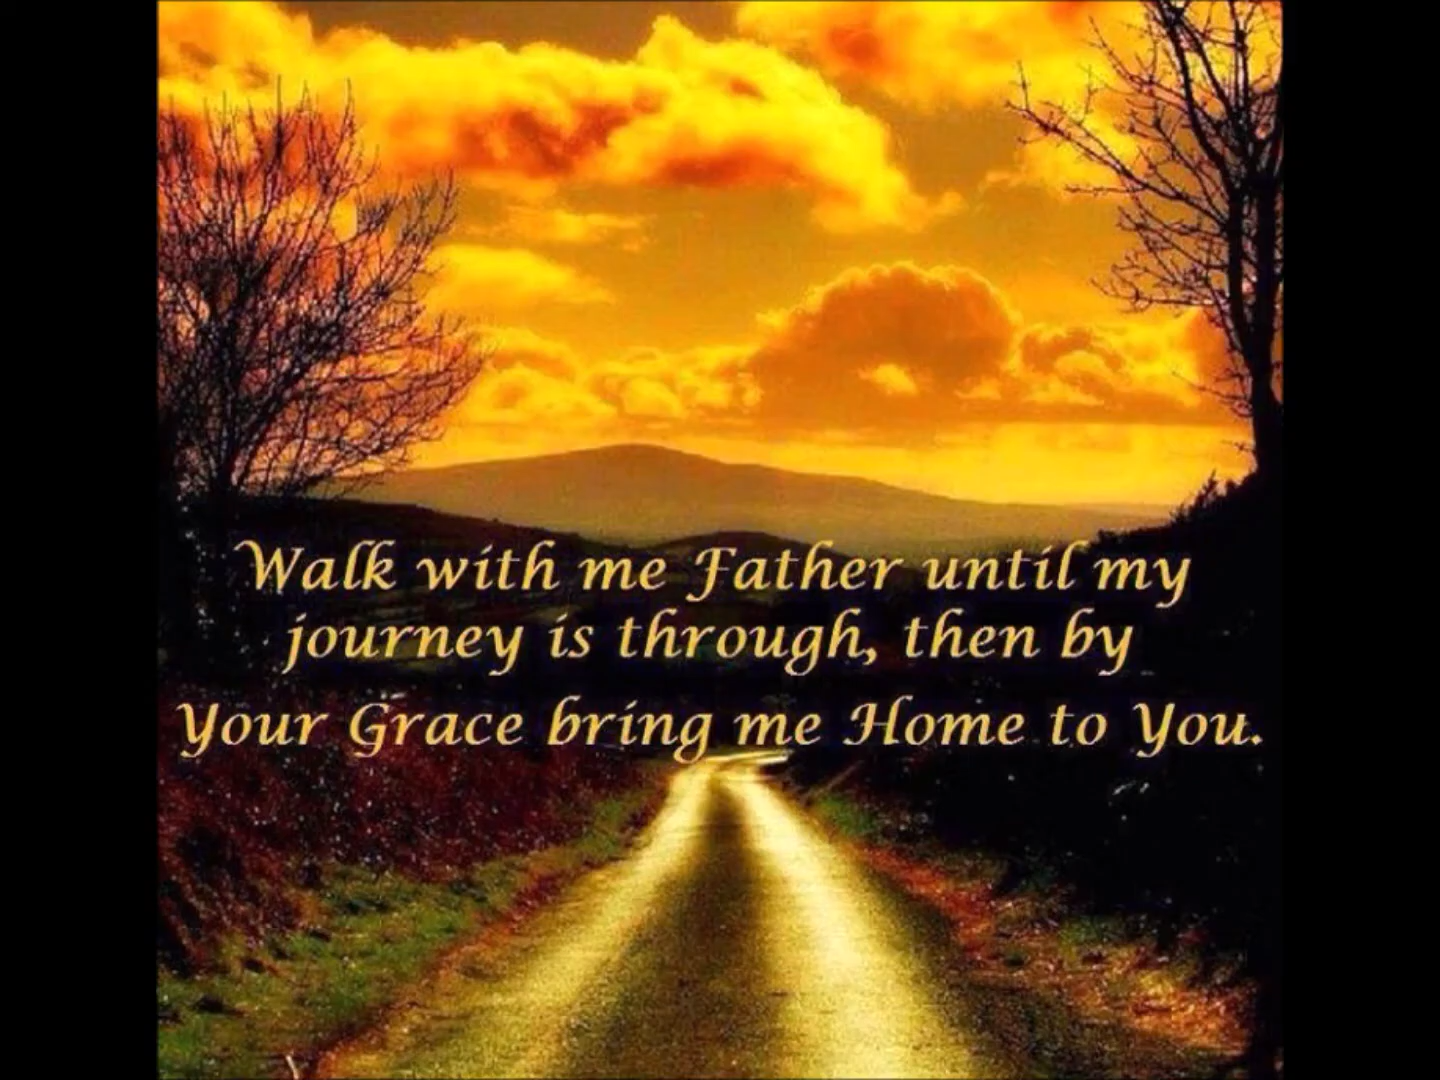 Walk with me Father until my
journey is through, then by
Your Grace bring me Home to You.